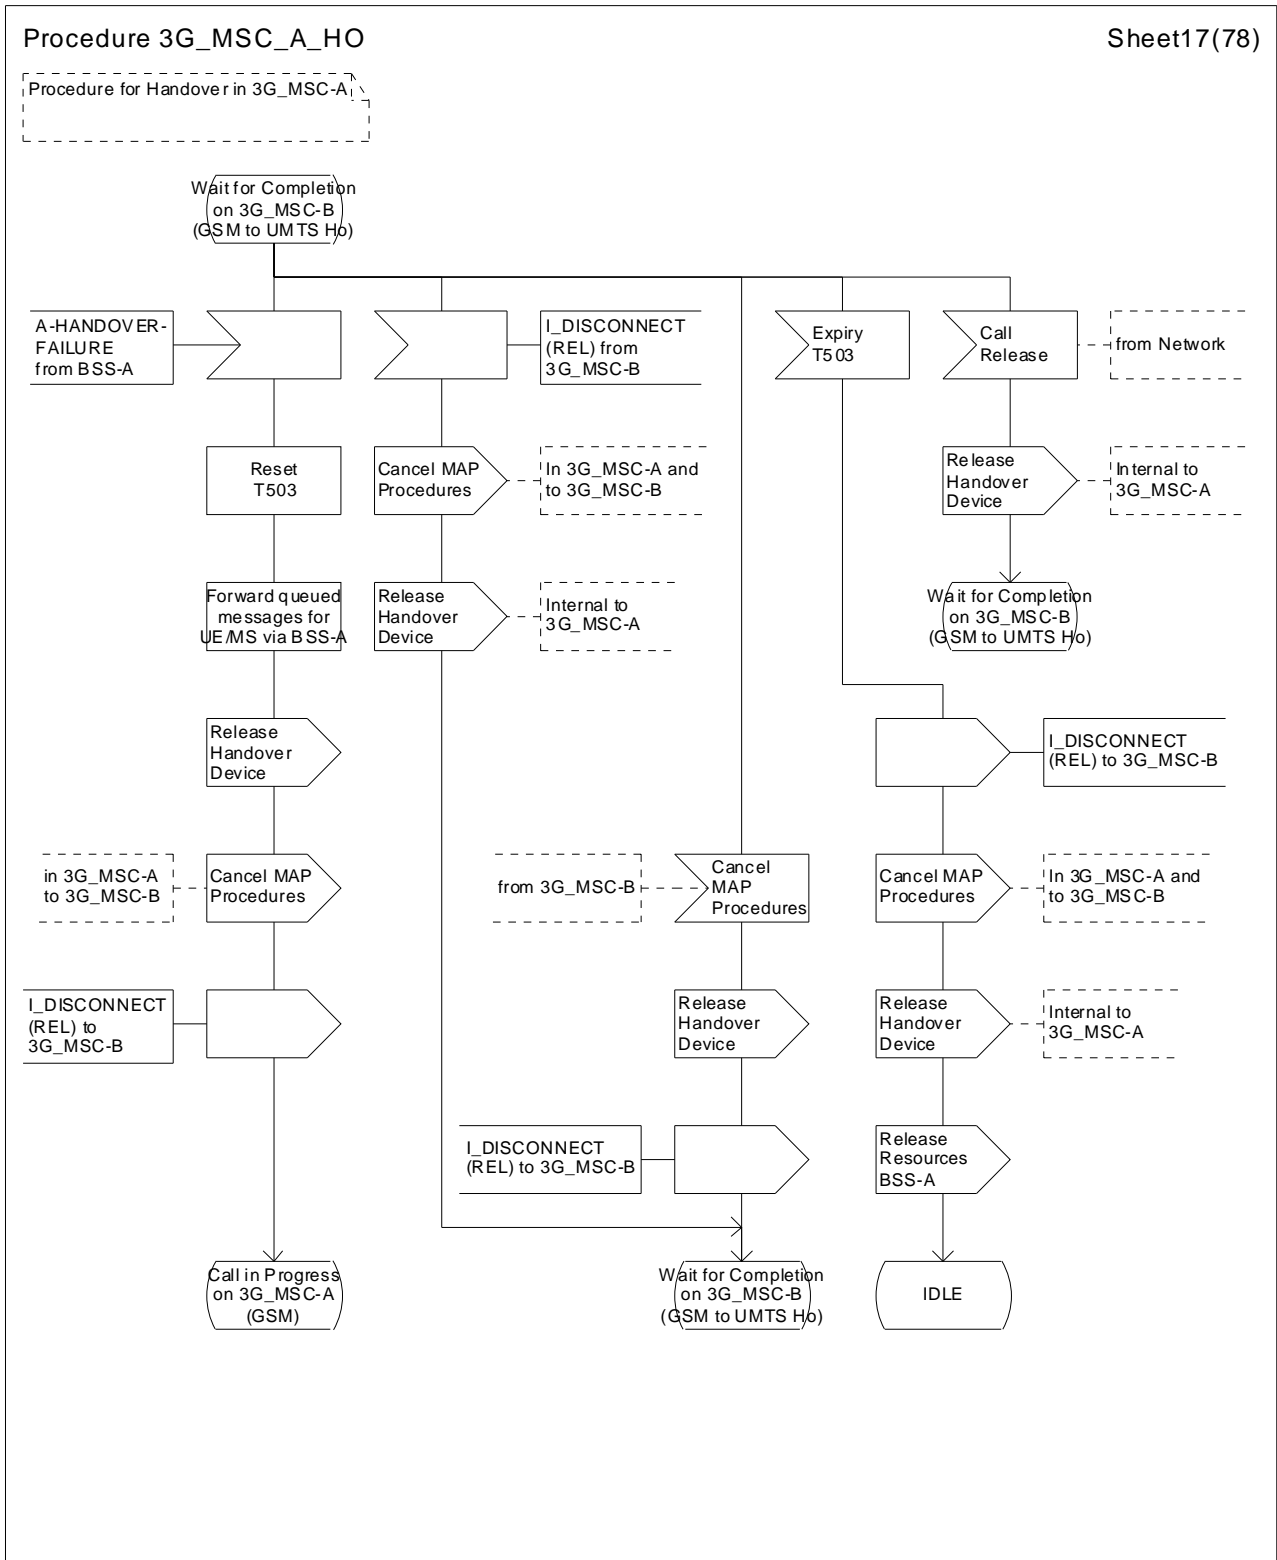 Procedure 3G_MSC_A_HO
Sheet17(78)
Procedure for Handover in 3G_MSC-A
Wait for Completion
on 3G_MSC-B
(GSM to UMTS Ho)
A-HANDOVER-
FAILURE
from BSS-A
I_DISCONNECT
(REL) from
3G_MSC-B
Expiry
T503
Call
Release
from Network
Reset
T503
Cancel MAP
Procedures
In 3G_MSC-A and
to 3G_MSC-B
Release
Handover
Device
Internal to
3G_MSC-A
Forward queued
messages for
UE/MS via BSS-A
Release
Handover
Device
Internal to
3G_MSC-A
Wait for Completion
on 3G_MSC-B
(GSM to UMTS Ho)
Release
Handover
Device
I_DISCONNECT
(REL) to 3G_MSC-B
in 3G_MSC-A
to 3G_MSC-B
Cancel MAP
Procedures
from 3G_MSC-B
Cancel
MAP
Procedures
Cancel MAP
Procedures
In 3G_MSC-A and
to 3G_MSC-B
I_DISCONNECT
(REL) to
3G_MSC-B
Release
Handover
Device
Release
Handover
Device
Internal to
3G_MSC-A
I_DISCONNECT
(REL) to 3G_MSC-B
Release
Resources
BSS-A
Call in Progress
on 3G_MSC-A
(GSM)
Wait for Completion
on 3G_MSC-B
(GSM to UMTS Ho)
IDLE